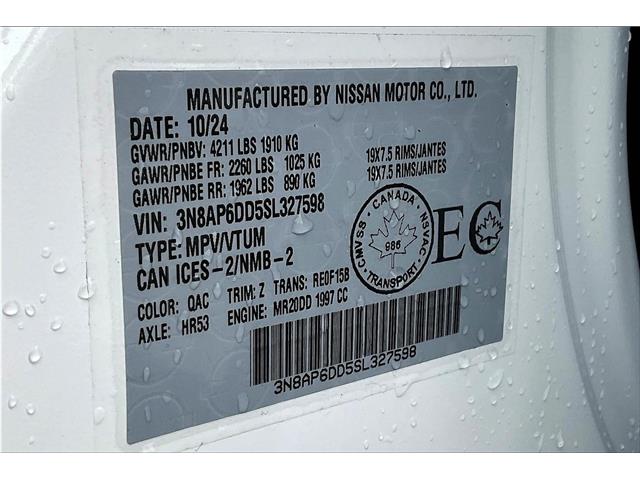 MANUFACTURED BY NISSAN MOTOR CO., LTD.
DATE: 10/24
GVWR/PNBV: 4211 LBS 1910 KG
GAWR/PNBE FR: 2260 LBS 1025 KG 19X7.5 RIMS/JANTES
GAWR/PNBE RR: 1962 LBS 890 KG 19X7.5 RIMS/JANTES
VIN: 3N8AP6DD5SL327598
TYPE: MPV/VTUM
CAN ICES-2/NMB-2
CANADA
CMVSS NSVAC
986
TRANSPORT
EC
COLOR: QAC TRIM: Z TRANS: RE0F15B
AXLE: HR53 ENGINE: MR20DD 1997 CC
3N8AP6DD5SL327598